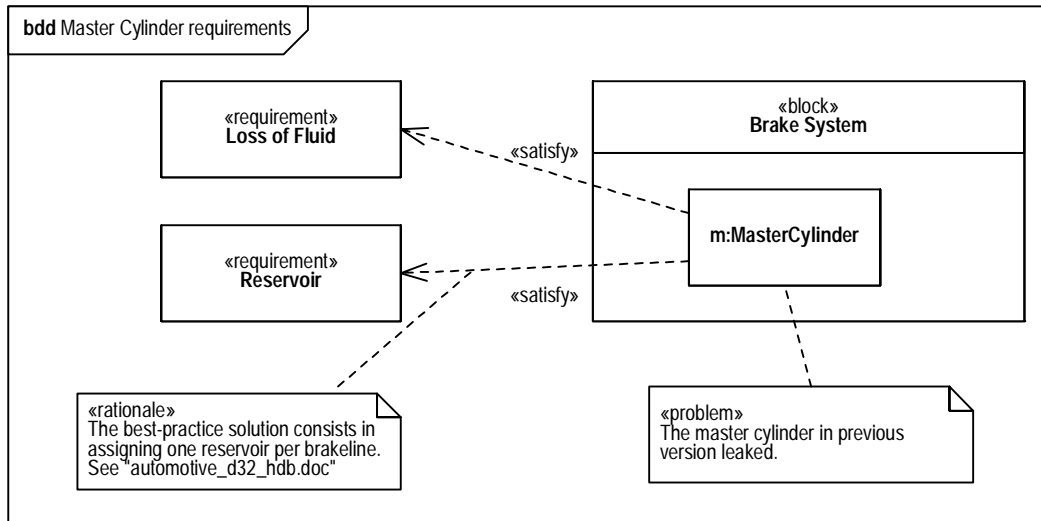 bdd Master Cylinder requirements
«requirement»
Loss of Fluid
«block»
Brake System
«satisfy»
m:MasterCylinder
«requirement»
Reservoir
«satisfy»
«rationale»
The best-practice solution consists in
assigning one reservoir per brakeline.
See "automotive_d32_hdb.doc"
«problem»
The master cylinder in previous
version leaked.